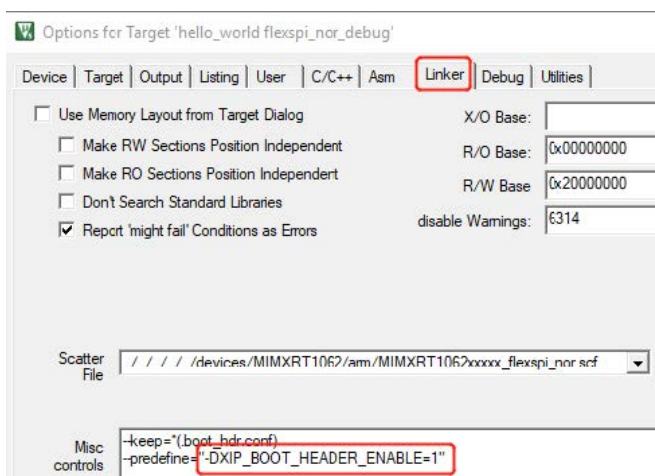 Options for Target 'hello_world flexspi_nor_debug'
Device Target Output Listing User C/C++ Asm Linker Debug Utilities
Use Memory Layout from Target Dialog
X/O Base:
Make RW Sections Position Independent
R/O Base: 0x00000000
Make RO Sections Position Independent
R/W Base 0x20000000
Don't Search Standard Libraries
Report 'might fail' Conditions as Errors
disable Warnings: 6314
Scatter File
/ / / / /devices/MIMXRT1062/arm/MIMXRT1062xxxxx_flexspi_nor.scf
Misc controls
--keep=*(.boot_hdr.conf)
--predefine="-DXIP_BOOT_HEADER_ENABLE=1"